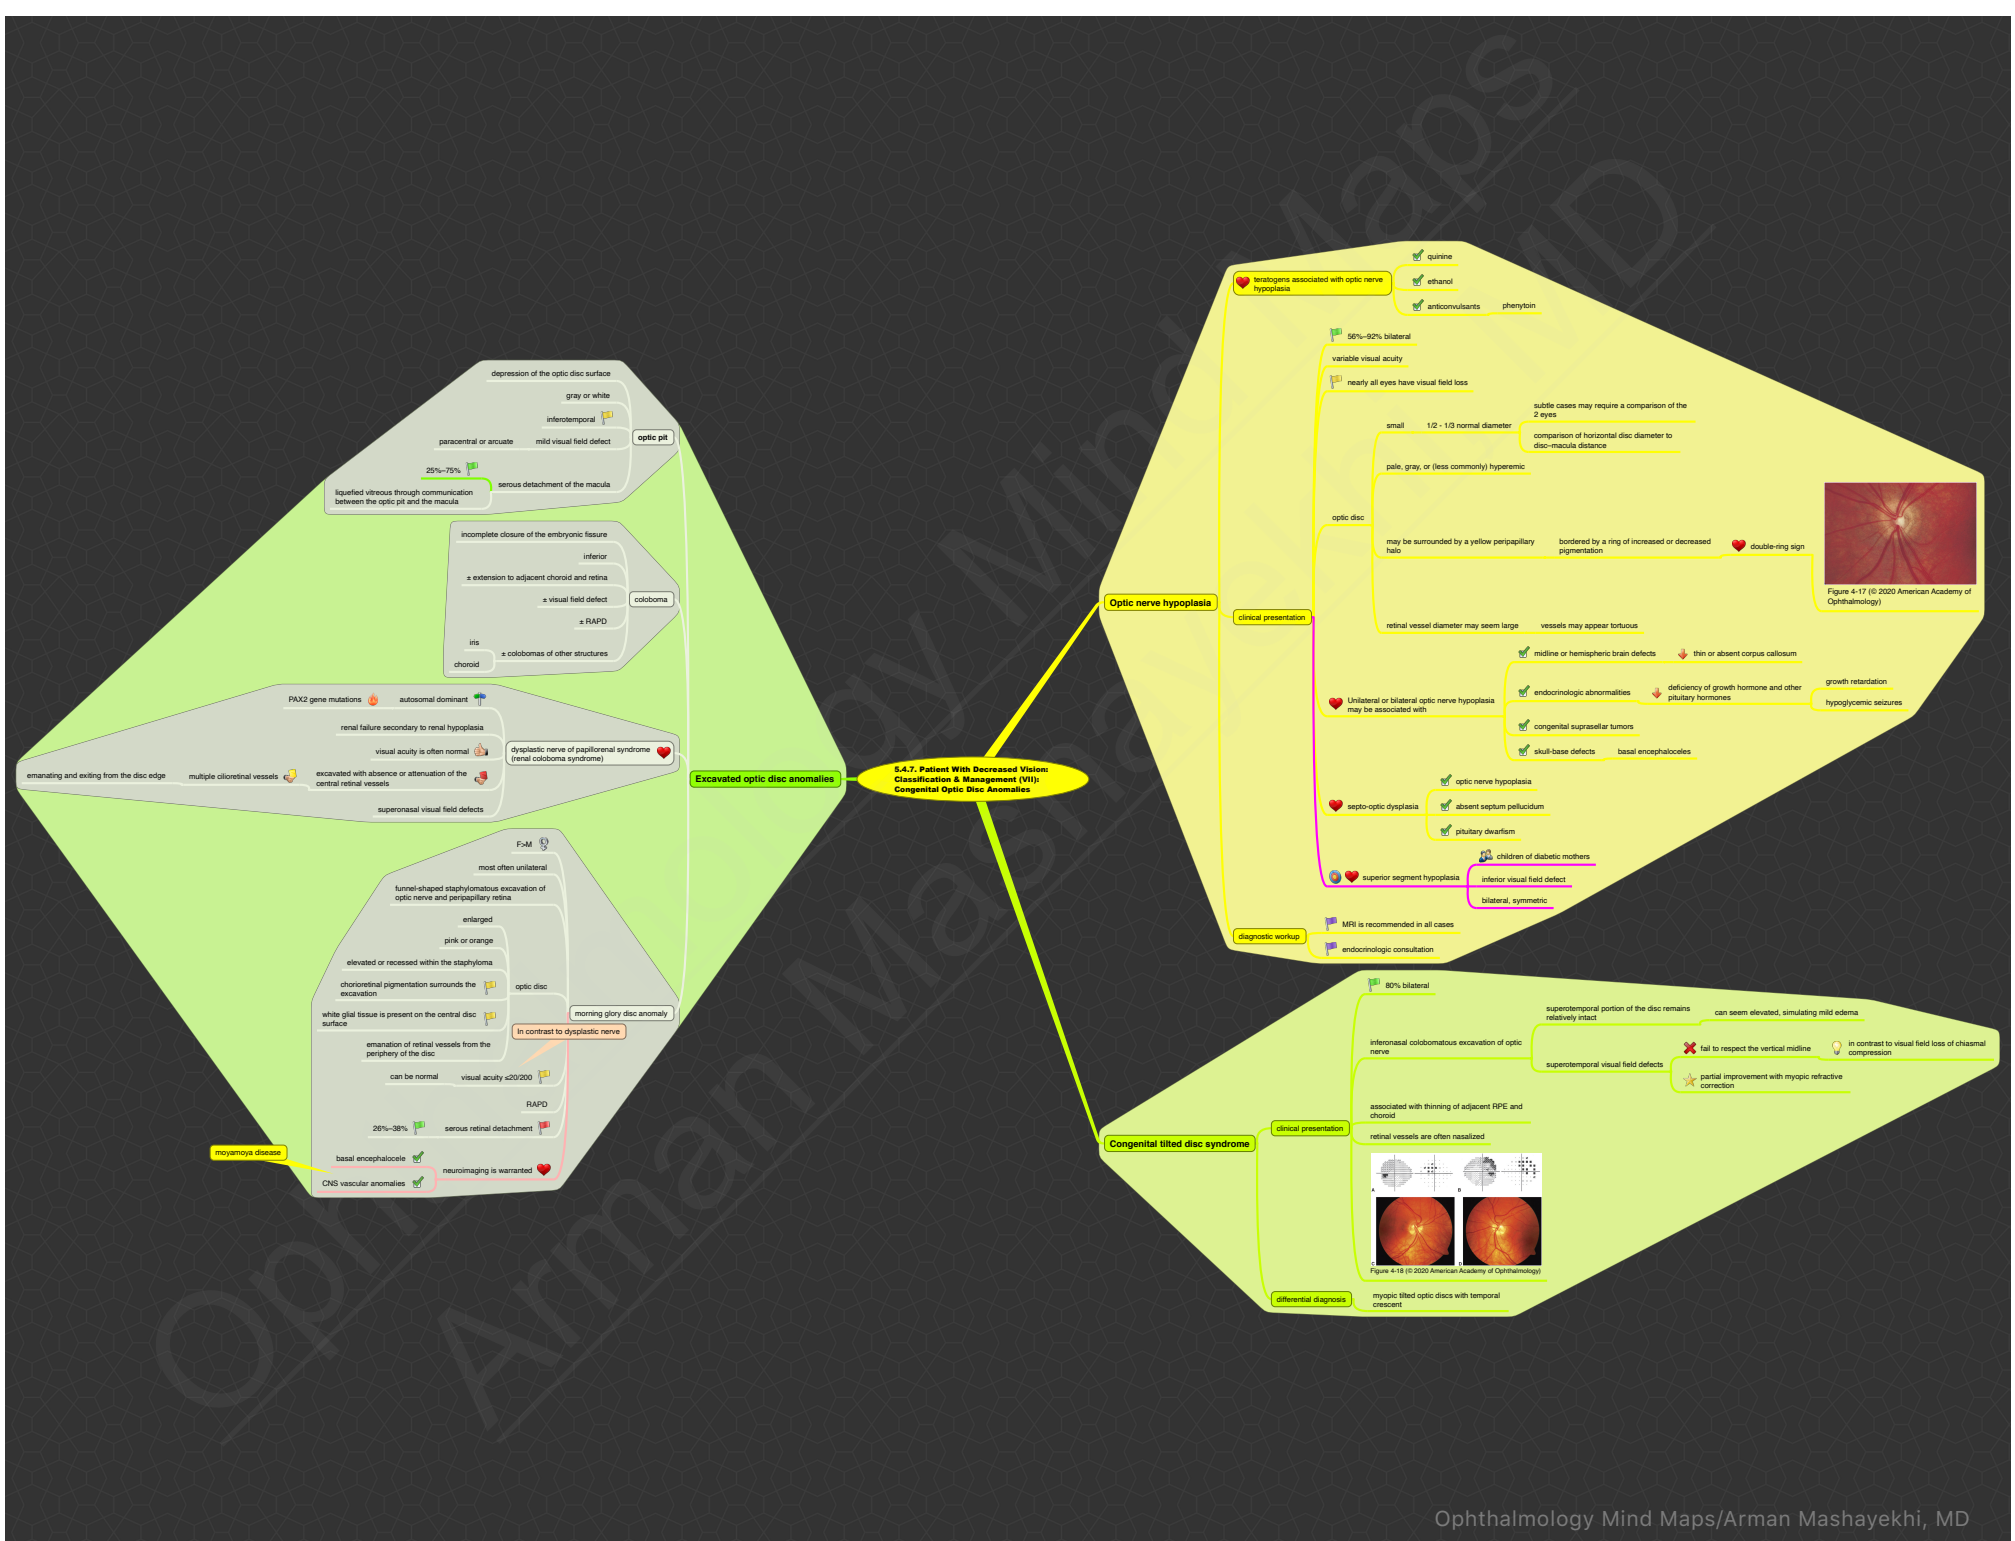 5.4.7. Patient With Decreased Vision:
Classification & Management (VII):
Congenital Optic Disc Anomalies
Optic nerve hypoplasia
teratogens associated with optic nerve
hypoplasia
quinine
ethanol
anticonvulsants
phenytoin
clinical presentation
56%–92% bilateral
variable visual acuity
nearly all eyes have visual field loss
optic disc
small
1/2 - 1/3 normal diameter
subtle cases may require a comparison of the
2 eyes
comparison of horizontal disc diameter to
disc–macula distance
pale, gray, or (less commonly) hyperemic
may be surrounded by a yellow peripapillary
halo
bordered by a ring of increased or decreased
pigmentation
double-ring sign
Figure 4-17 (© 2020 American Academy of
Ophthalmology)
retinal vessel diameter may seem large
vessels may appear tortuous
Unilateral or bilateral optic nerve hypoplasia
may be associated with
midline or hemispheric brain defects
thin or absent corpus callosum
endocrinologic abnormalities
deficiency of growth hormone and other
pituitary hormones
growth retardation
hypoglycemic seizures
congenital suprasellar tumors
skull-base defects
basal encephaloceles
septo-optic dysplasia
optic nerve hypoplasia
absent septum pellucidum
pituitary dwarfism
superior segment hypoplasia
children of diabetic mothers
inferior visual field defect
bilateral, symmetric
diagnostic workup
MRI is recommended in all cases
endocrinologic consultation
Congenital tilted disc syndrome
clinical presentation
80% bilateral
inferonasal colobomatous excavation of optic
nerve
superotemporal portion of the disc remains
relatively intact
can seem elevated, simulating mild edema
superotemporal visual field defects
fail to respect the vertical midline
in contrast to visual field loss of chiasmal
compression
partial improvement with myopic refractive
correction
associated with thinning of adjacent RPE and
choroid
retinal vessels are often nasalized
A
B
C
D
Figure 4-18 (© 2020 American Academy of Ophthalmology)
differential diagnosis
myopic tilted optic discs with temporal
crescent
Excavated optic disc anomalies
optic pit
depression of the optic disc surface
gray or white
inferotemporal
mild visual field defect
paracentral or arcuate
serous detachment of the macula
25%–75%
liquefied vitreous through communication
between the optic pit and the macula
coloboma
incomplete closure of the embryonic fissure
inferior
± extension to adjacent choroid and retina
± visual field defect
± RAPD
± colobomas of other structures
iris
choroid
dysplastic nerve of papillorenal syndrome
(renal coloboma syndrome)
autosomal dominant
PAX2 gene mutations
renal failure secondary to renal hypoplasia
visual acuity is often normal
excavated with absence or attenuation of the
central retinal vessels
multiple cilioretinal vessels
emanating and exiting from the disc edge
superonasal visual field defects
morning glory disc anomaly
F>M
most often unilateral
funnel-shaped staphylomatous excavation of
optic nerve and peripapillary retina
optic disc
enlarged
pink or orange
elevated or recessed within the staphyloma
chorioretinal pigmentation surrounds the
excavation
white glial tissue is present on the central disc
surface
emanation of retinal vessels from the
periphery of the disc
In contrast to dysplastic nerve
visual acuity ≤20/200
can be normal
RAPD
serous retinal detachment
26%–38%
neuroimaging is warranted
basal encephalocele
CNS vascular anomalies
moyamoya disease
Ophthalmology Mind Maps
Arman Mashayekhi, MD
Ophthalmology Mind Maps/Arman Mashayekhi, MD